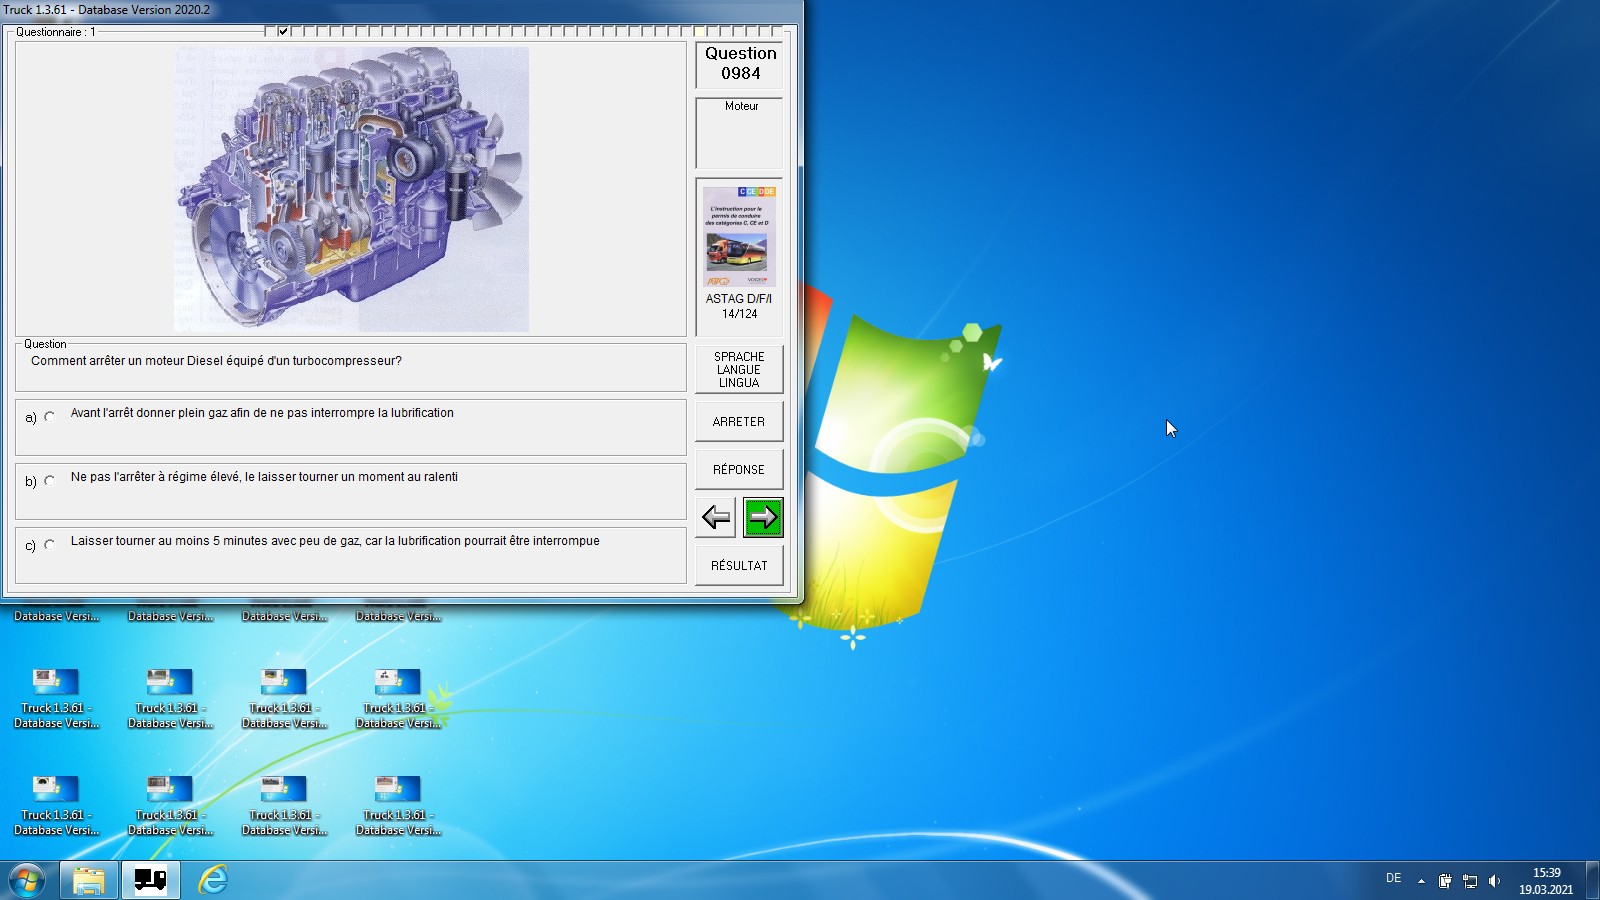 Truck 1.3.61 - Database Version 2020.2
Questionnaire : 1
Question
0984
Moteur
CCEDDE
L'instruction pour le
permis de conduire
des catégories C, CE et D
ASTAG D/F/I
14/124
Question
Comment arrêter un moteur Diesel équipé d'un turbocompresseur?
SPRACHE
LANGUE
LINGUA
a) Avant l'arrêt donner plein gaz afin de ne pas interrompre la lubrification
ARRETER
b) Ne pas l'arrêter à régime élevé, le laisser tourner un moment au ralenti
RÉPONSE
c) Laisser tourner au moins 5 minutes avec peu de gaz, car la lubrification pourrait être interrompue
RÉSULTAT
Database Versi... Database Versi... Database Versi... Database Versi...
Truck 1.3.61 - Truck 1.3.61 - Truck 1.3.61 - Truck 1.3.61 -
Database Versi... Database Versi... Database Versi... Database Versi...
Truck 1.3.61 - Truck 1.3.61 - Truck 1.3.61 - Truck 1.3.61 -
Database Versi... Database Versi... Database Versi... Database Versi...
DE
15:39
19.03.2021